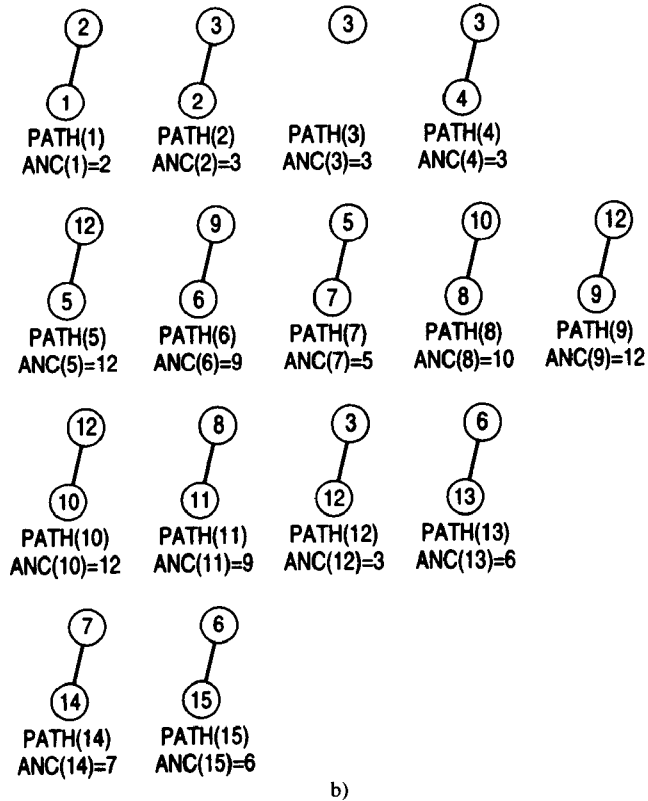 2 3 3 3
1 2 4
PATH(1) PATH(2) PATH(3) PATH(4)
ANC(1)=2 ANC(2)=3 ANC(3)=3 ANC(4)=3
12 9 5 10 12
5 6 7 8 9
PATH(5) PATH(6) PATH(7) PATH(8) PATH(9)
ANC(5)=12 ANC(6)=9 ANC(7)=5 ANC(8)=10 ANC(9)=12
12 8 3 6
10 11 12 13
PATH(10) PATH(11) PATH(12) PATH(13)
ANC(10)=12 ANC(11)=9 ANC(12)=3 ANC(13)=6
7 6
14 15
PATH(14) PATH(15)
ANC(14)=7 ANC(15)=6
b)